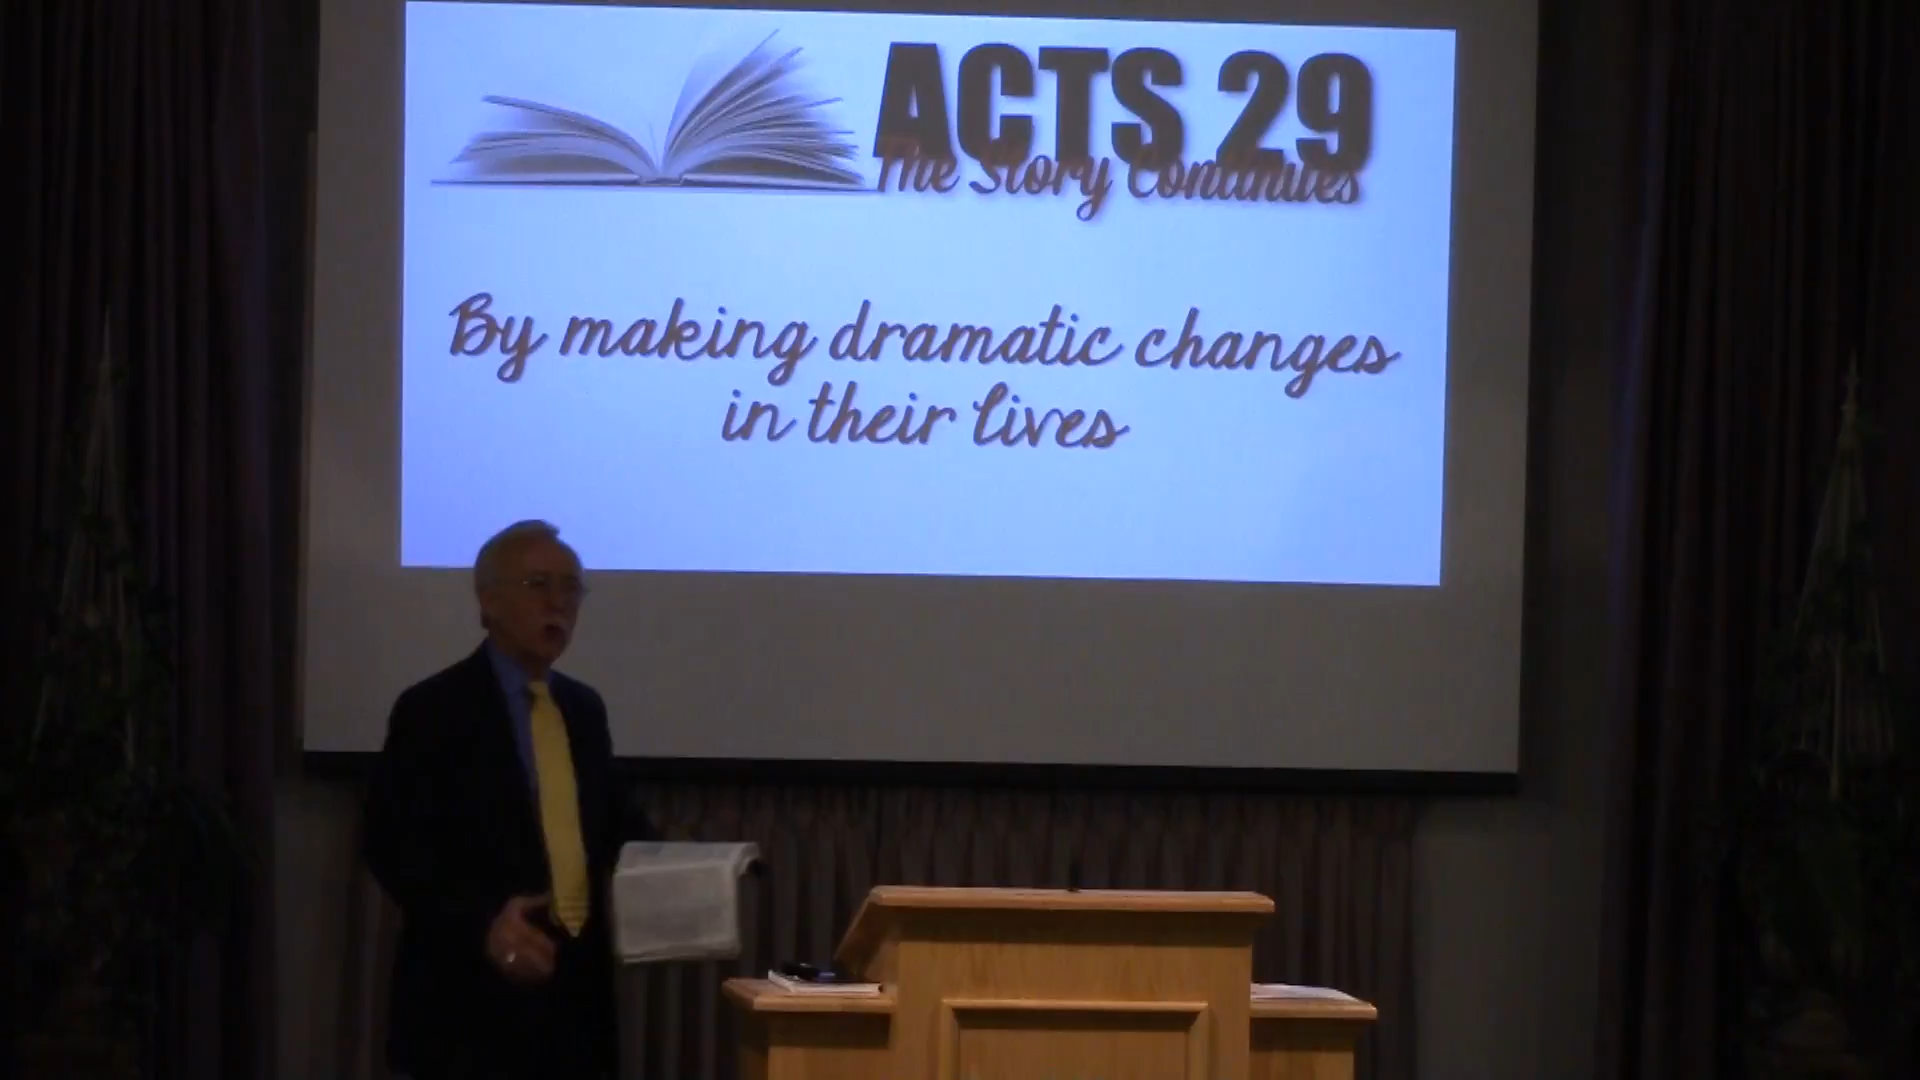 ACTS 29
The Story Continues
By making dramatic changes
in their lives